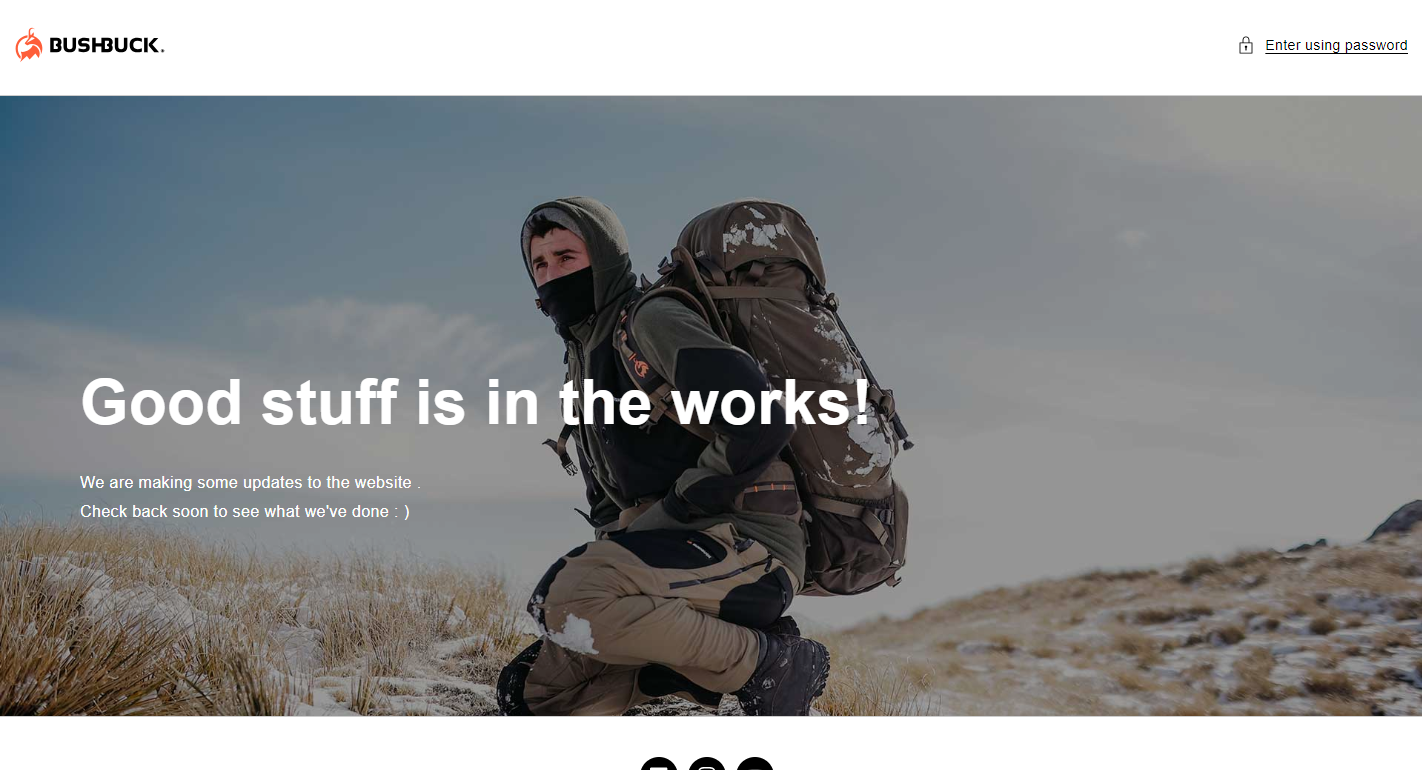 BUSHBUCK.
Enter using password
Good stuff is in the works!
We are making some updates to the website .
Check back soon to see what we've done : )